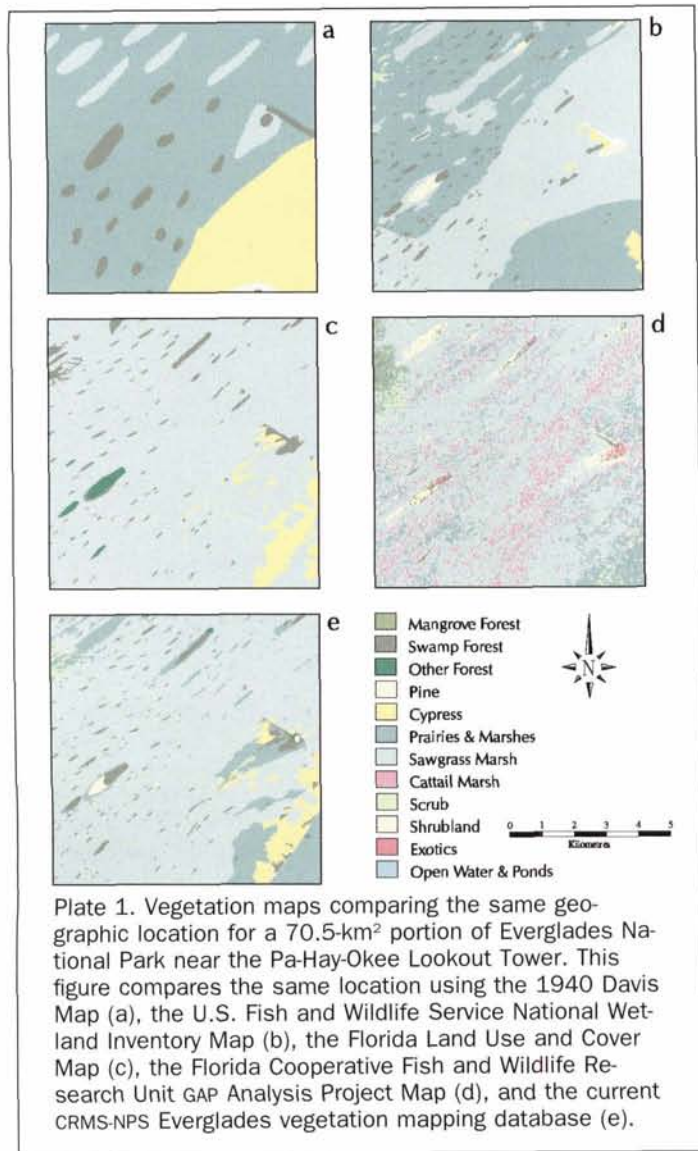 a
b
c
d
e
Mangrove Forest
Swamp Forest
Other Forest
Pine
Cypress
Prairies & Marshes
Sawgrass Marsh
Cattail Marsh
Scrub
Shrubland
Exotics
Open Water & Ponds
N
0 1 2 3 4 5
Kilometers
Plate 1. Vegetation maps comparing the same geo-
graphic location for a 70.5-km² portion of Everglades Na-
tional Park near the Pa-Hay-Okee Lookout Tower. This
figure compares the same location using the 1940 Davis
Map (a), the U.S. Fish and Wildlife Service National Wet-
land Inventory Map (b), the Florida Land Use and Cover
Map (c), the Florida Cooperative Fish and Wildlife Re-
search Unit GAP Analysis Project Map (d), and the current
CRMS-NPS Everglades vegetation mapping database (e).